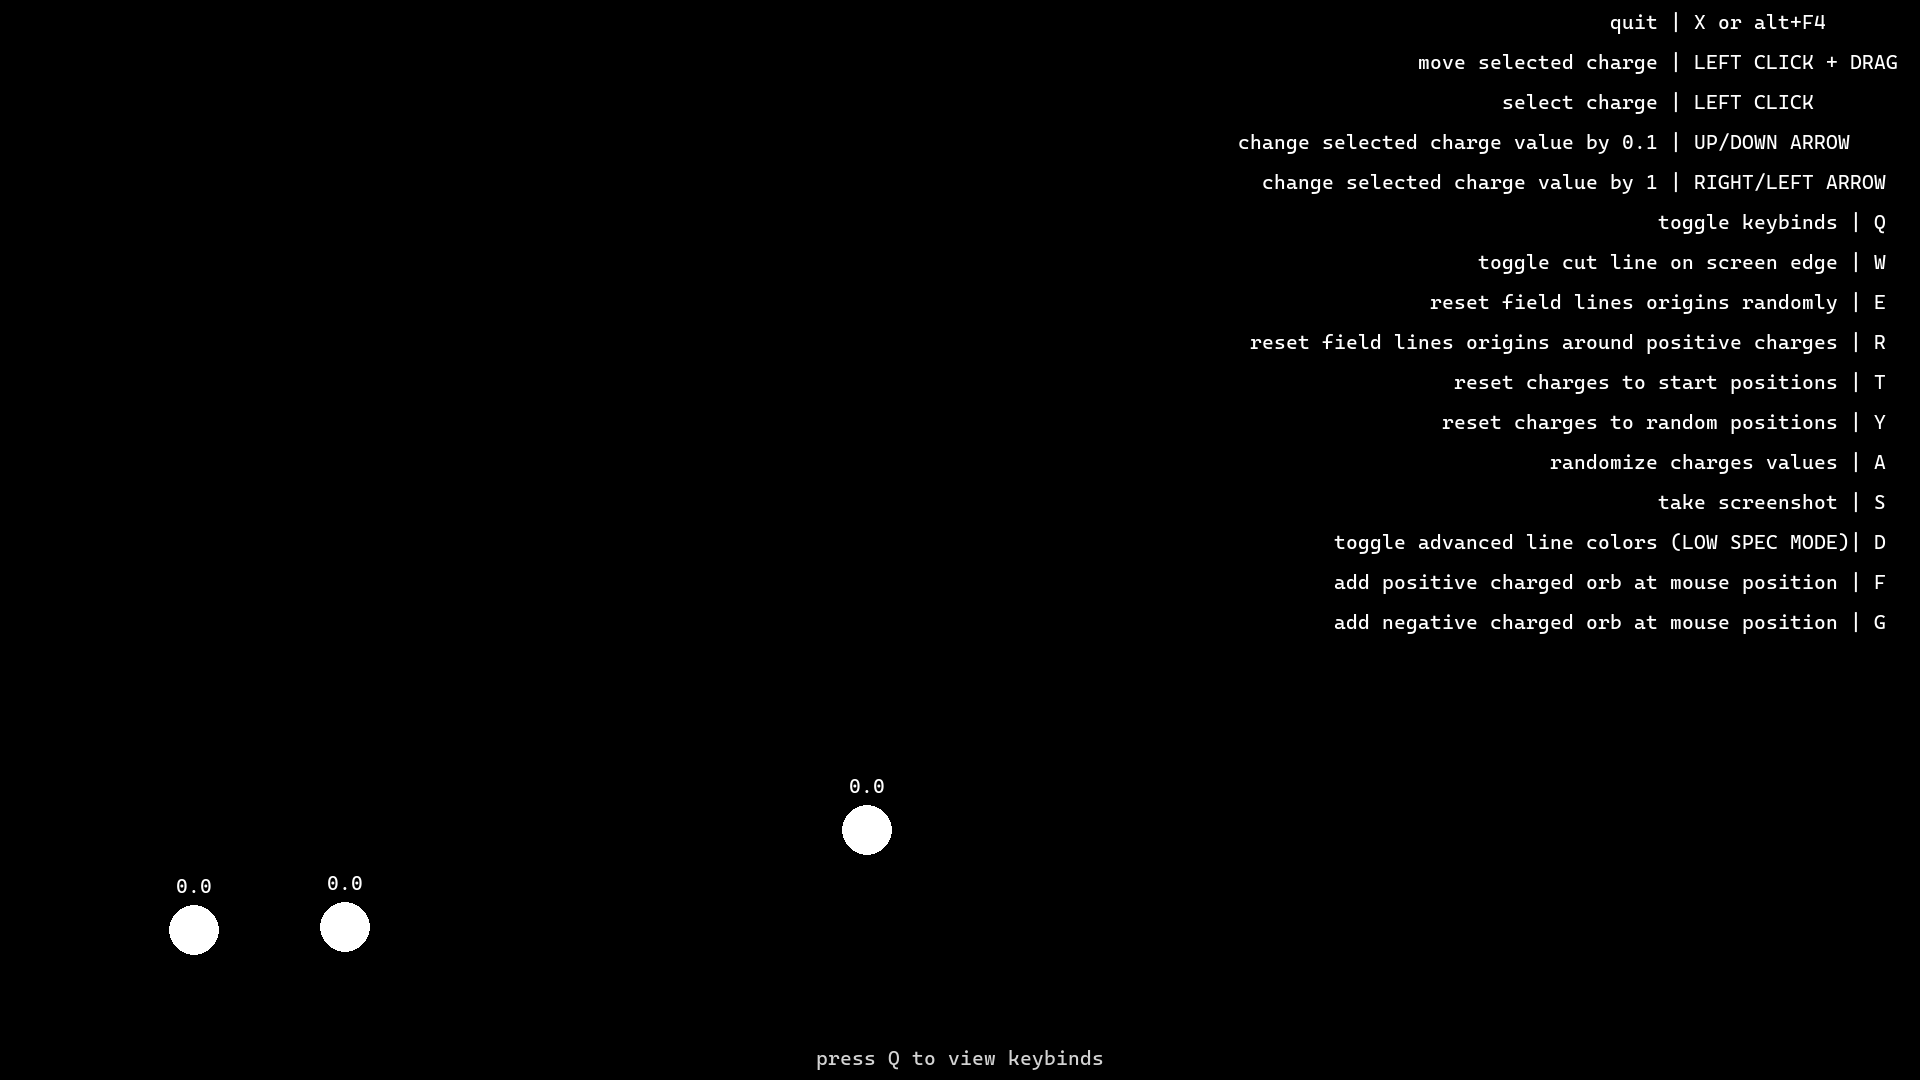 quit | X or alt+F4
move selected charge | LEFT CLICK + DRAG
select charge | LEFT CLICK
change selected charge value by 0.1 | UP/DOWN ARROW
change selected charge value by 1 | RIGHT/LEFT ARROW
toggle keybinds | Q
toggle cut line on screen edge | W
reset field lines origins randomly | E
reset field lines origins around positive charges | R
reset charges to start positions | T
reset charges to random positions | Y
randomize charges values | A
take screenshot | S
toggle advanced line colors (LOW SPEC MODE)| D
add positive charged orb at mouse position | F
add negative charged orb at mouse position | G
0.0
0.0
0.0
press Q to view keybinds